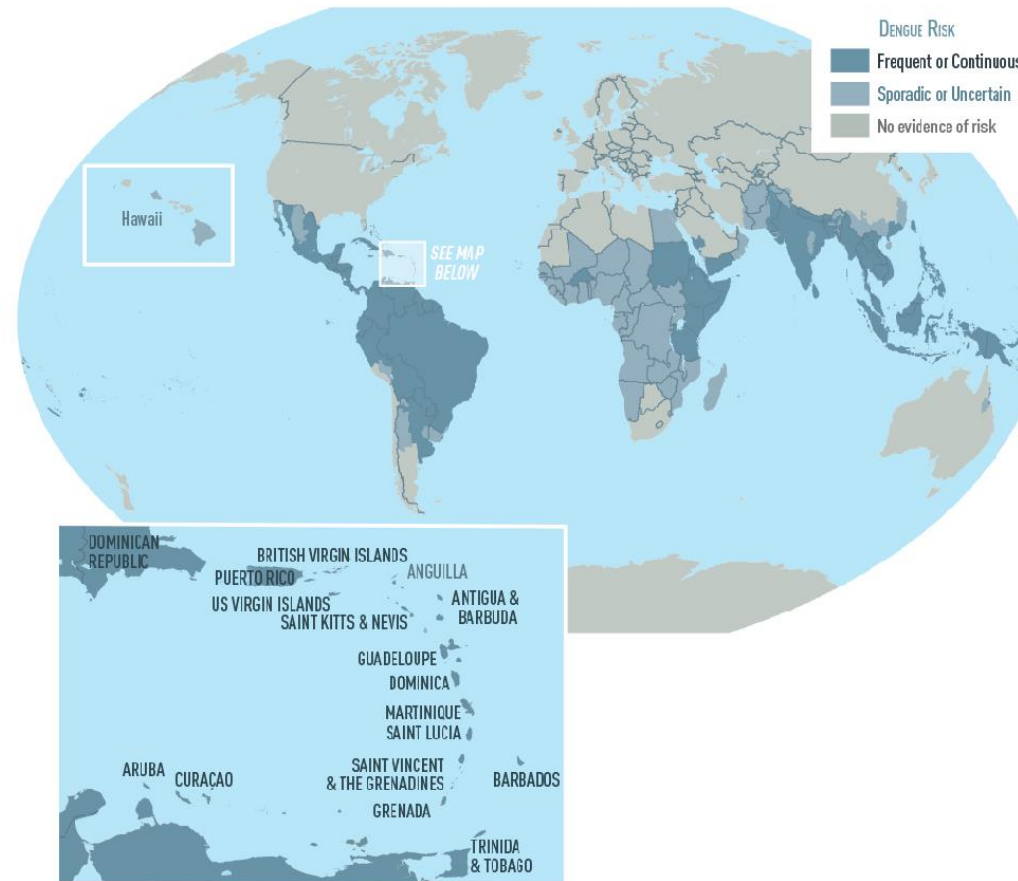 DENGUE RISK
Frequent or Continuous
Sporadic or Uncertain
No evidence of risk
Hawaii
SEE MAP
BELOW
DOMINICAN
REPUBLIC
BRITISH VIRGIN ISLANDS
PUERTO RICO
ANGUILLA
US VIRGIN ISLANDS
ANTIGUA &
BARBUDA
SAINT KITTS & NEVIS
GUADELOUPE
DOMINICA
MARTINIQUE
SAINT LUCIA
SAINT VINCENT
& THE GRENADINES
BARBADOS
ARUBA
CURAÇAO
GRENADA
TRINIDA
& TOBAGO